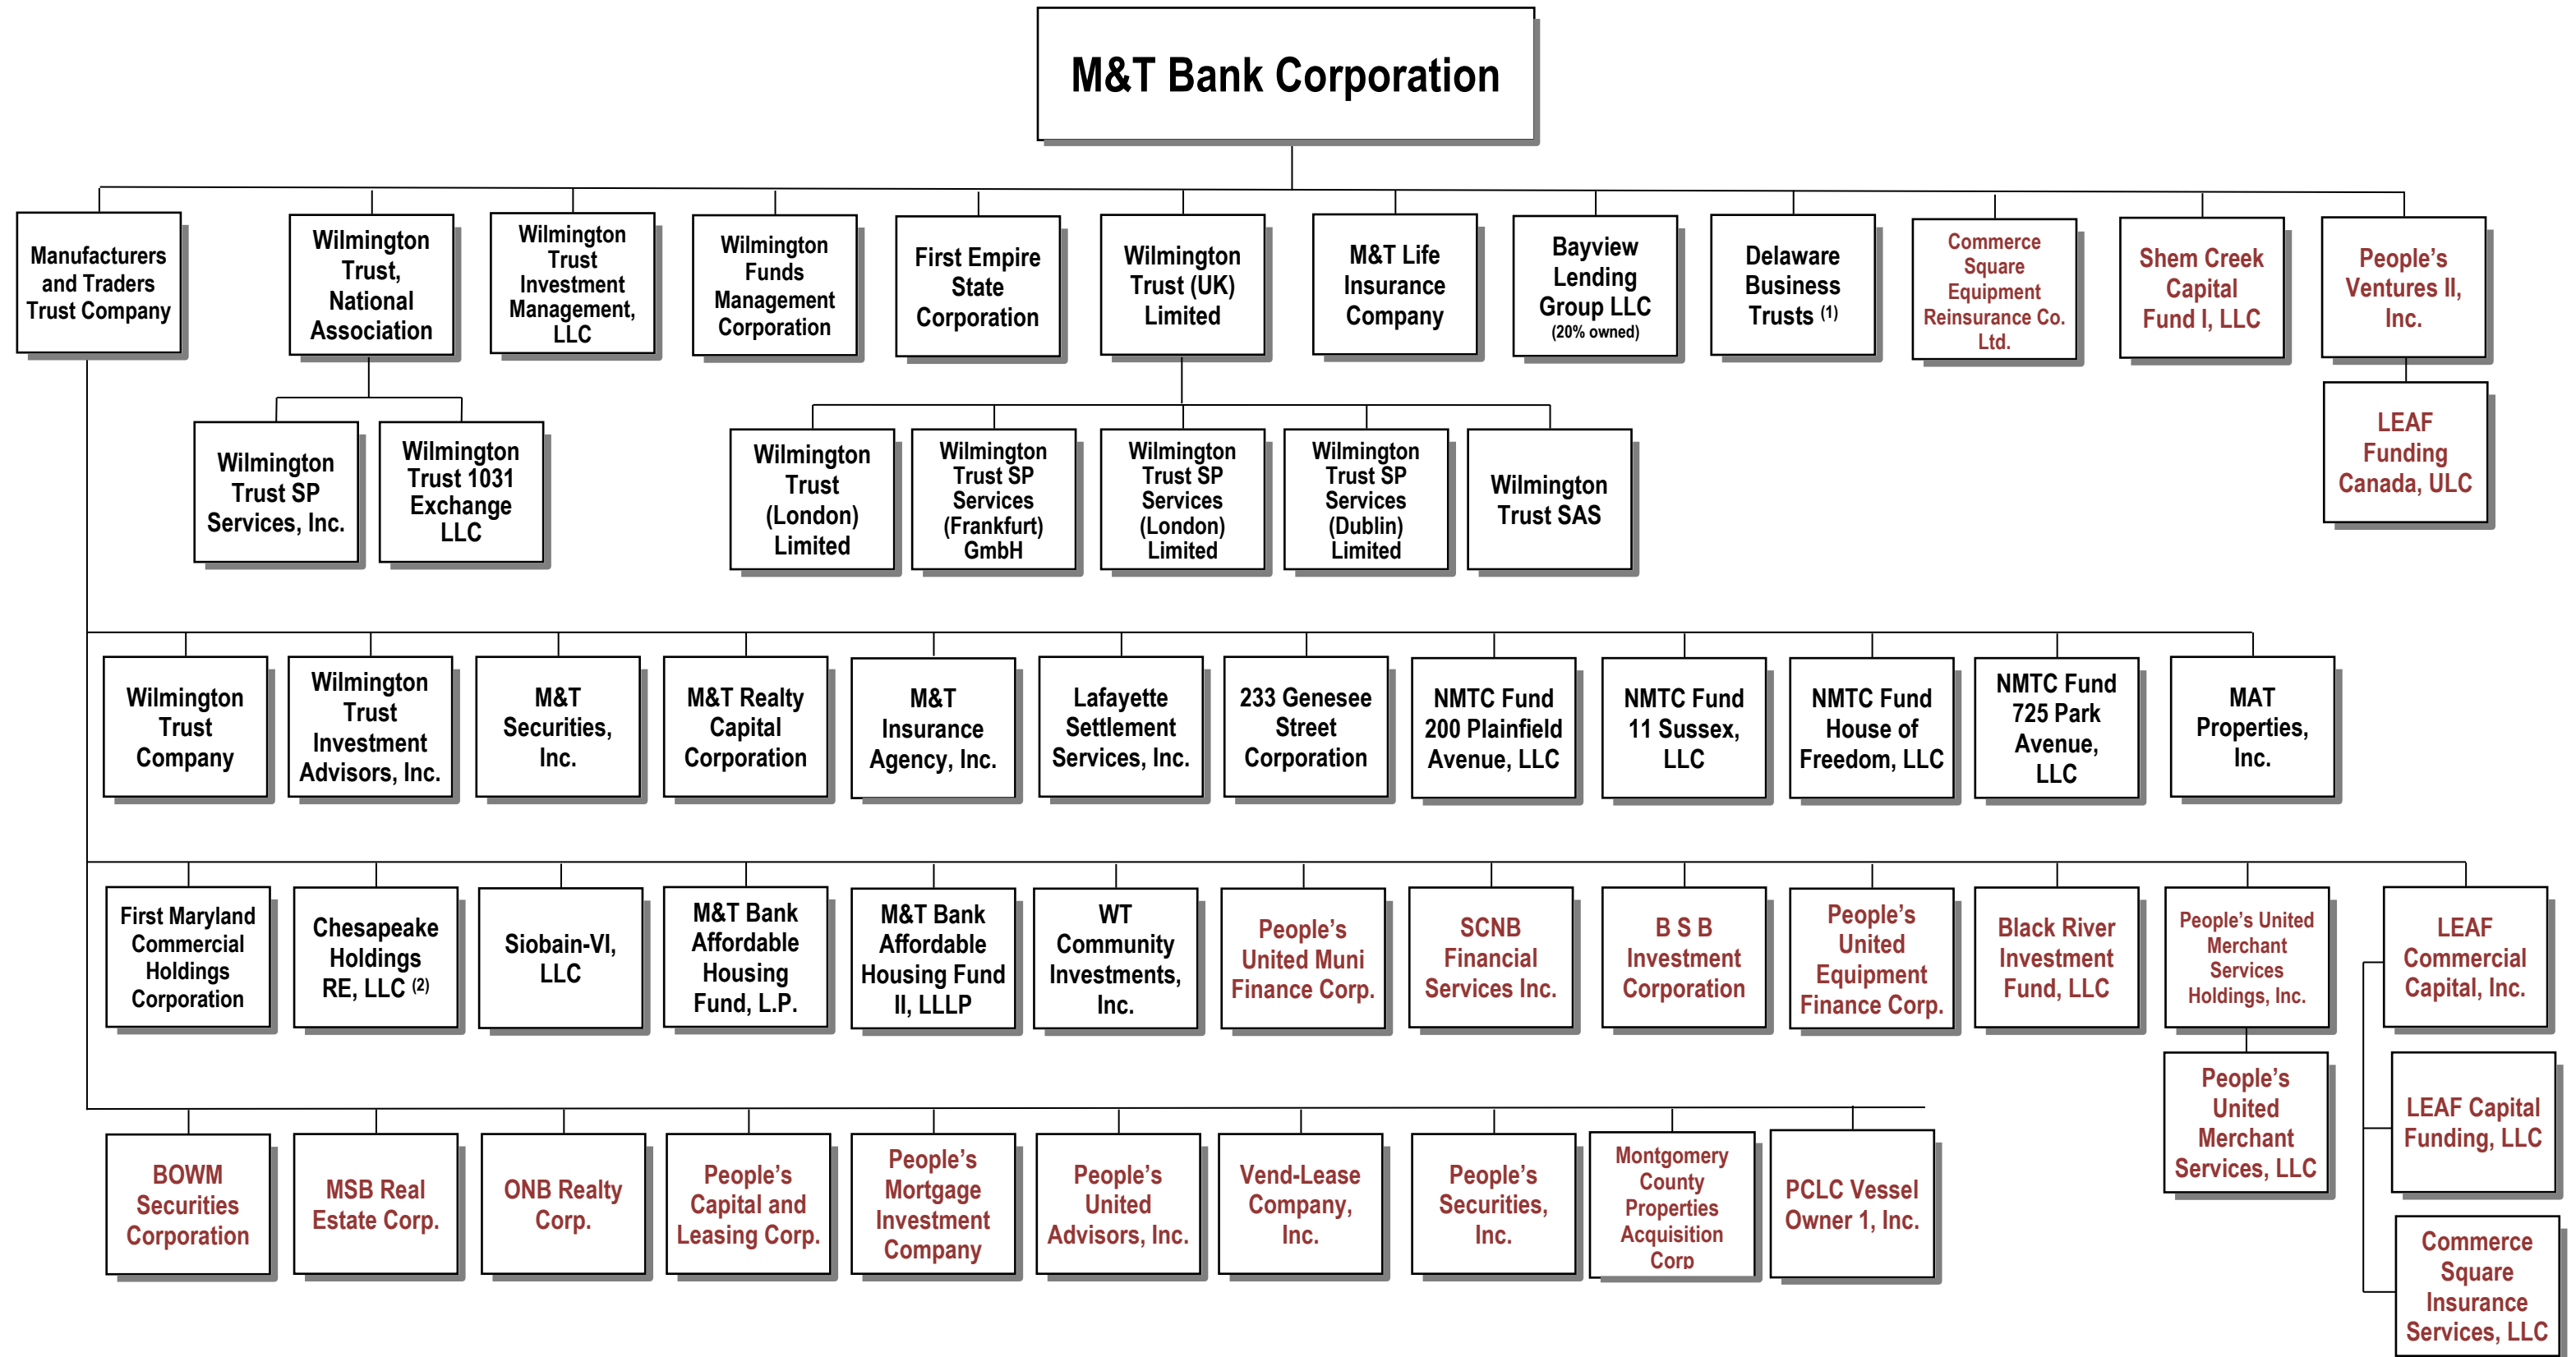 M&T Bank Corporation
Manufacturers
and Traders
Trust Company
Wilmington
Trust,
National
Association
Wilmington
Trust
Investment
Management,
LLC
Wilmington
Funds
Management
Corporation
First Empire
State
Corporation
Wilmington
Trust (UK)
Limited
M&T Life
Insurance
Company
Bayview
Lending
Group LLC
(20% owned)
Delaware
Business
Trusts (1)
Commerce
Square
Equipment
Reinsurance Co.
Ltd.
Shem Creek
Capital
Fund I, LLC
People’s
Ventures II,
Inc.
LEAF
Funding
Canada, ULC
Wilmington
Trust SP
Services, Inc.
Wilmington
Trust 1031
Exchange
LLC
Wilmington
Trust
(London)
Limited
Wilmington
Trust SP
Services
(Frankfurt)
GmbH
Wilmington
Trust SP
Services
(London)
Limited
Wilmington
Trust SP
Services
(Dublin)
Limited
Wilmington
Trust SAS
Wilmington
Trust
Company
Wilmington
Trust
Investment
Advisors, Inc.
M&T
Securities,
Inc.
M&T Realty
Capital
Corporation
M&T
Insurance
Agency, Inc.
Lafayette
Settlement
Services, Inc.
233 Genesee
Street
Corporation
NMTC Fund
200 Plainfield
Avenue, LLC
NMTC Fund
11 Sussex,
LLC
NMTC Fund
House of
Freedom, LLC
NMTC Fund
725 Park
Avenue,
LLC
MAT
Properties,
Inc.
First Maryland
Commercial
Holdings
Corporation
Chesapeake
Holdings
RE, LLC (2)
Siobain-VI,
LLC
M&T Bank
Affordable
Housing
Fund, L.P.
M&T Bank
Affordable
Housing Fund
II, LLLP
WT
Community
Investments,
Inc.
People’s
United Muni
Finance Corp.
SCNB
Financial
Services Inc.
B S B
Investment
Corporation
People’s
United
Equipment
Finance Corp.
Black River
Investment
Fund, LLC
People’s United
Merchant
Services
Holdings, Inc.
LEAF
Commercial
Capital, Inc.
People’s
United
Merchant
Services, LLC
LEAF Capital
Funding, LLC
Commerce
Square
Insurance
Services, LLC
BOWM
Securities
Corporation
MSB Real
Estate Corp.
ONB Realty
Corp.
People’s
Capital and
Leasing Corp.
People’s
Mortgage
Investment
Company
People’s
United
Advisors, Inc.
Vend-Lease
Company,
Inc.
People’s
Securities,
Inc.
Montgomery
County
Properties
Acquisition
Corp
PCLC Vessel
Owner 1, Inc.